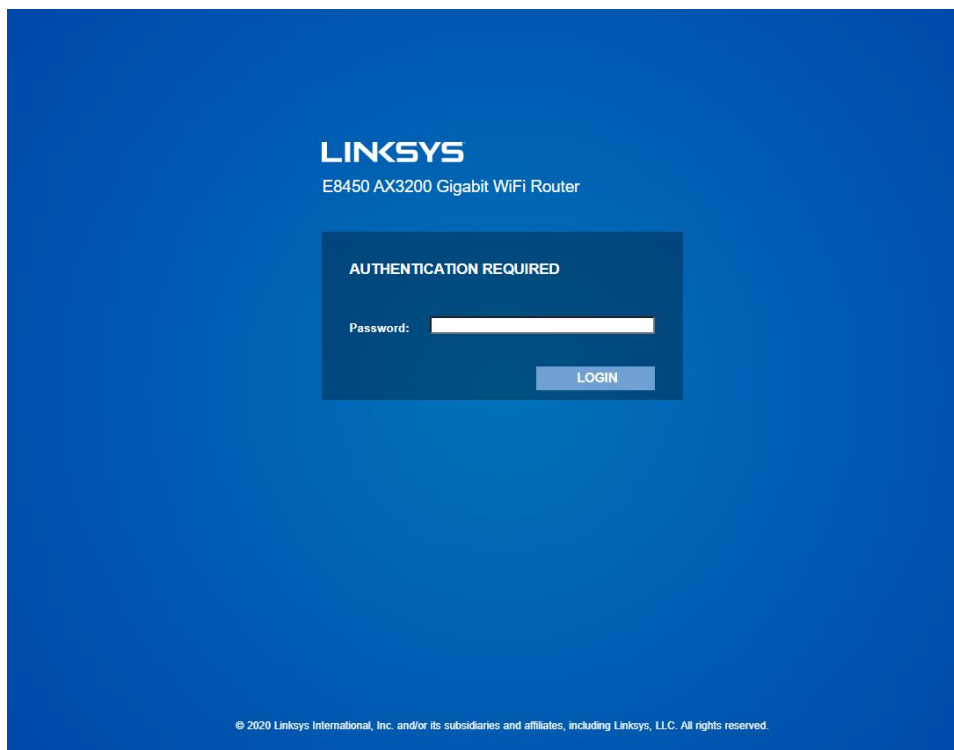 LINKSYS
E8450 AX3200 Gigabit WiFi Router
AUTHENTICATION REQUIRED
Password:
LOGIN
© 2020 Linksys International, Inc. and/or its subsidiaries and affiliates, including Linksys, LLC. All rights reserved.